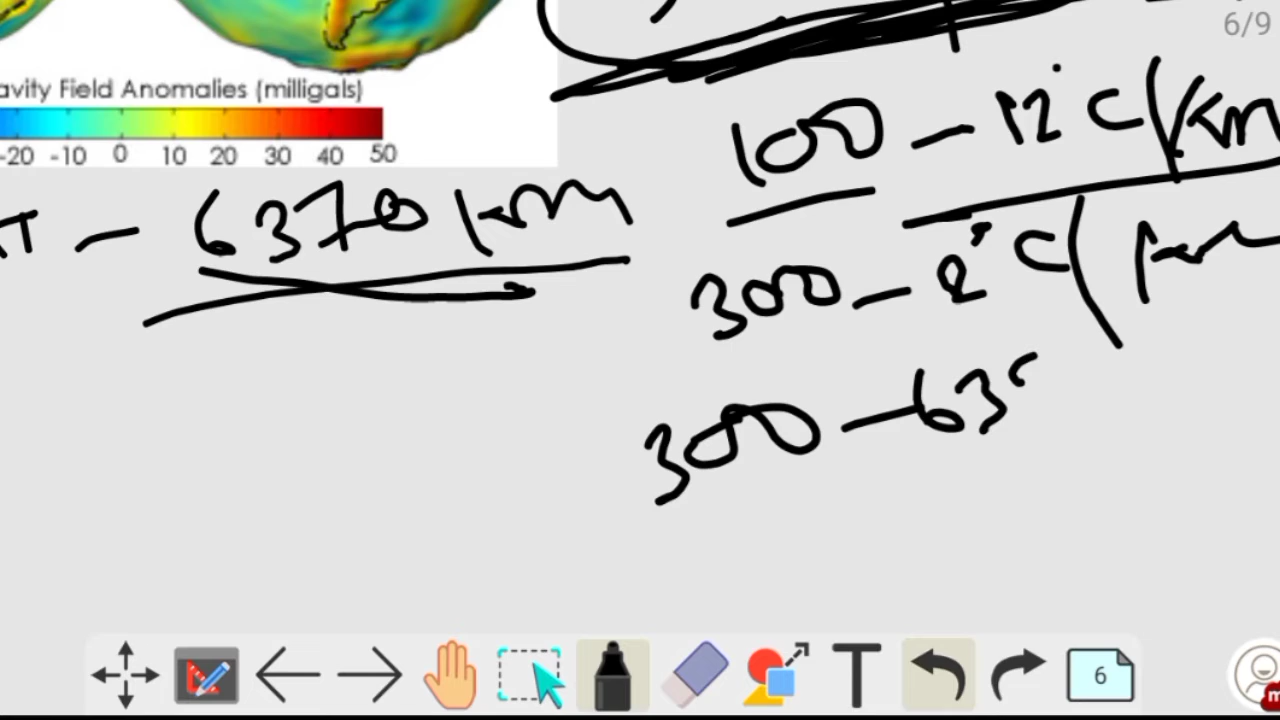 6/9
avity Field Anomalies (milligals)
-20 -10 0 10 20 30 40 50
100 - 12°C/Km
- 6370 km
300 - 2°C/
300 - 63
6